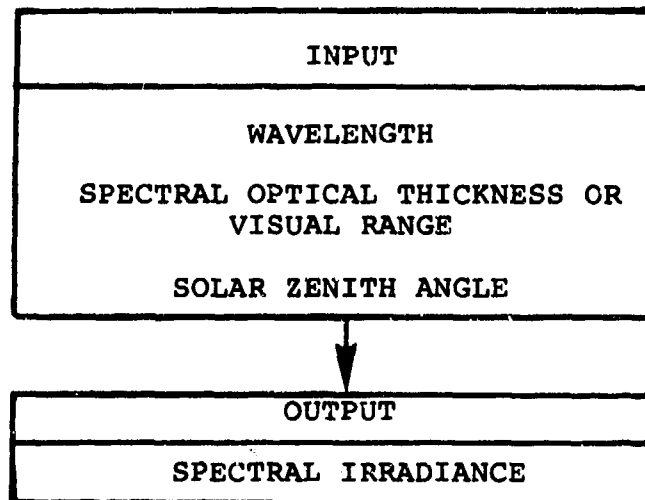 INPUT
WAVELENGTH
SPECTRAL OPTICAL THICKNESS OR
VISUAL RANGE
SOLAR ZENITH ANGLE
OUTPUT
SPECTRAL IRRADIANCE